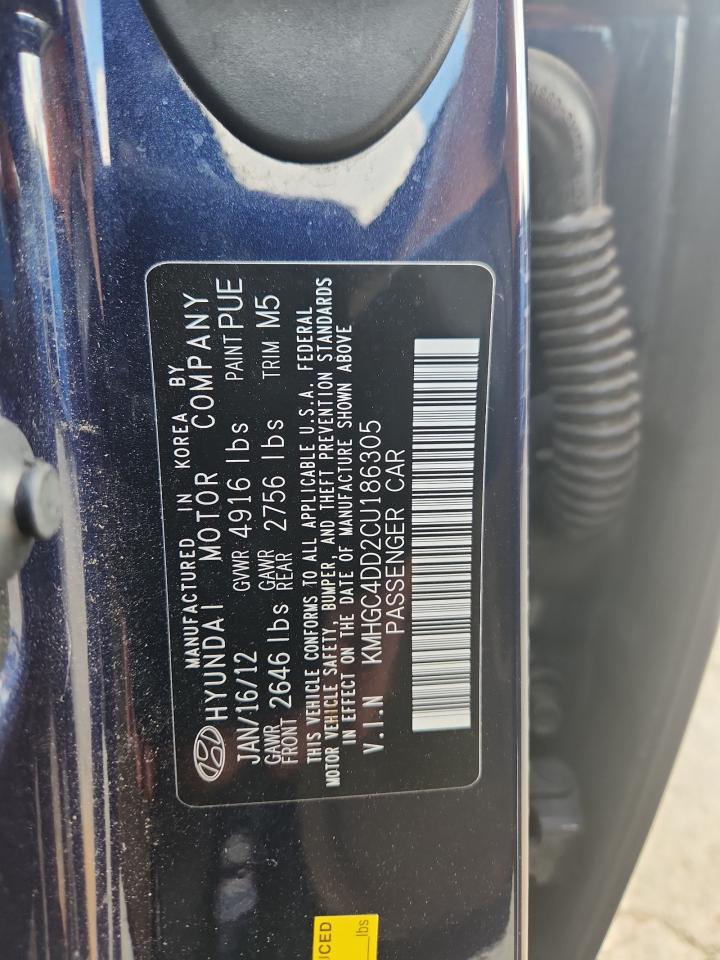 MANUFACTURED IN KOREA BY
HYUNDAI MOTOR COMPANY
JAN/16/12 GVWR 4916 lbs PAINT PUE
GAWR FRONT 2646 lbs GAWR REAR 2756 lbs TRIM M5
THIS VEHICLE CONFORMS TO ALL APPLICABLE U.S.A. FEDERAL
MOTOR VEHICLE SAFETY, BUMPER, AND THEFT PREVENTION STANDARDS
IN EFFECT ON THE DATE OF MANUFACTURE SHOWN ABOVE
V.I.N KMHGC4DD2CU186305
PASSENGER CAR
UCED
lbs